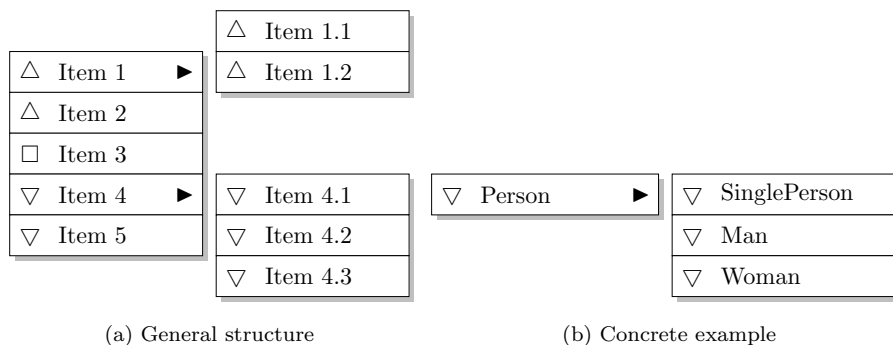 △ Item 1 ▶
△ Item 2
□ Item 3
▽ Item 4 ▶
▽ Item 5
△ Item 1.1
△ Item 1.2
▽ Item 4.1
▽ Item 4.2
▽ Item 4.3
(a) General structure
▽ Person ▶
▽ SinglePerson
▽ Man
▽ Woman
(b) Concrete example